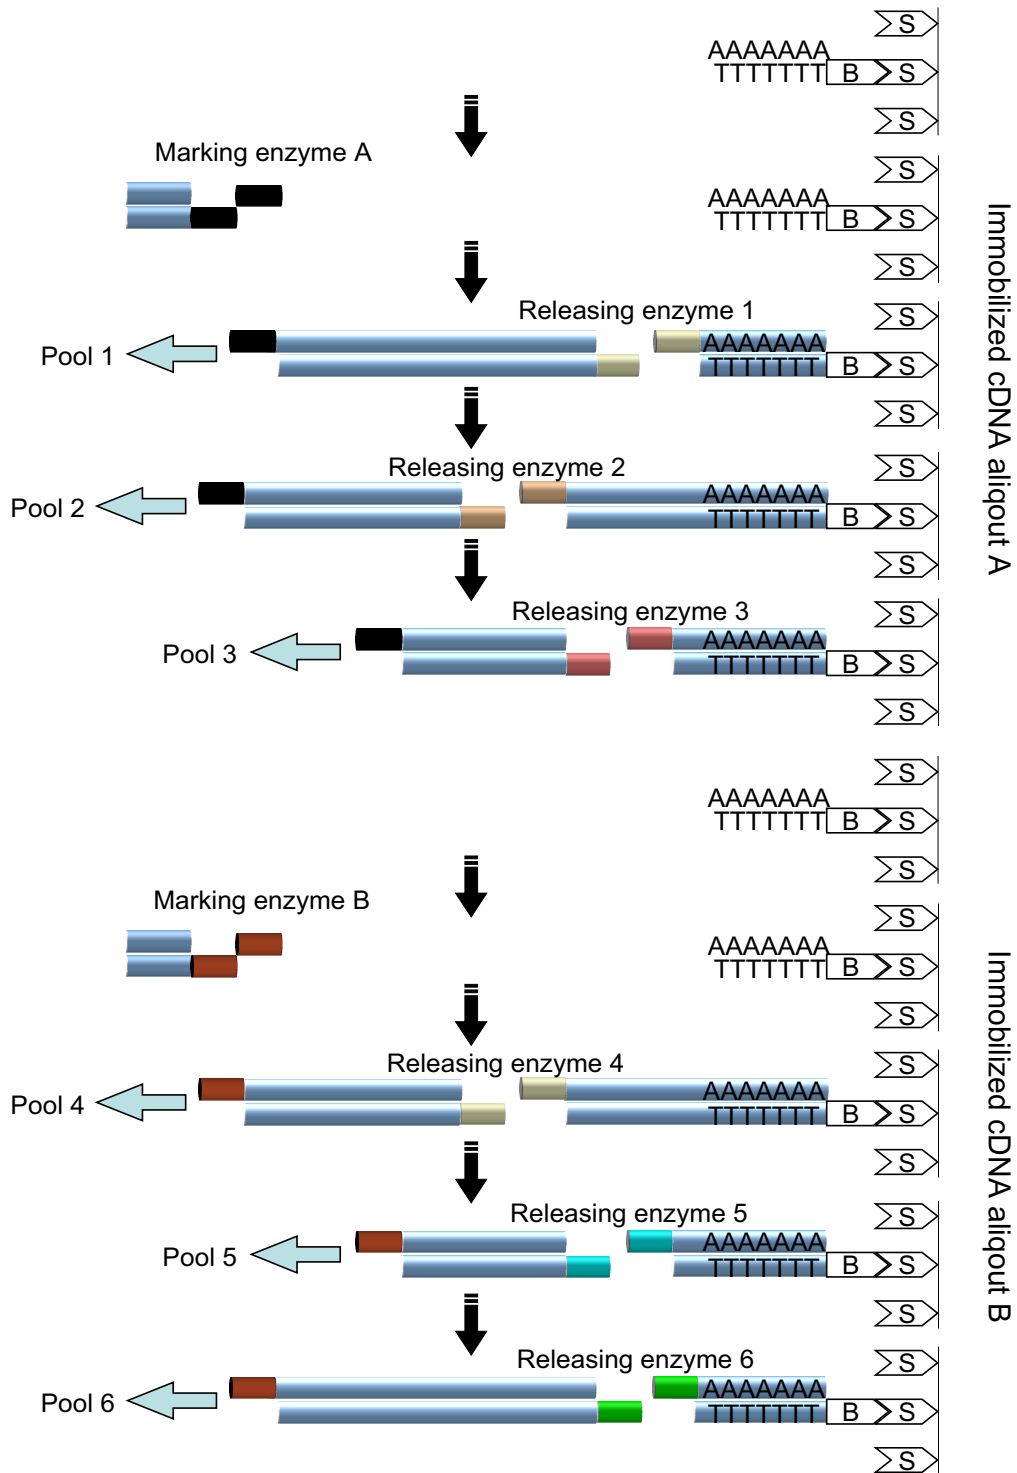 S
AAAAAAA
TTTTTTT B S
S
Marking enzyme A
S
AAAAAAA
TTTTTTT B S
S
Releasing enzyme 1
S
Pool 1
AAAAAAA
TTTTTTT B S
S
Releasing enzyme 2
S
Pool 2
AAAAAAA
TTTTTTT B S
S
Releasing enzyme 3
S
Pool 3
AAAAAAA
TTTTTTT B S
S
Immobilized cDNA aliqout A
S
AAAAAAA
TTTTTTT B S
S
Marking enzyme B
S
AAAAAAA
TTTTTTT B S
S
Releasing enzyme 4
S
Pool 4
AAAAAAA
TTTTTTT B S
S
Releasing enzyme 5
S
Pool 5
AAAAAAA
TTTTTTT B S
S
Releasing enzyme 6
S
Pool 6
AAAAAAA
TTTTTTT B S
S
Immobilized cDNA aliqout B